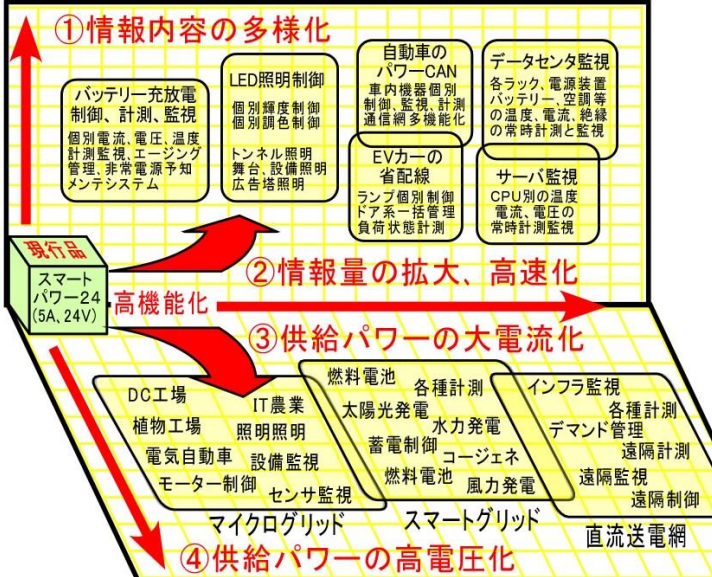 ①情報内容の多様化
バッテリー充放電
制御、計測、監視
個別電流、電圧、温度
計測監視、エージング
管理、非常電源予知
メンテシステム
LED照明制御
個別輝度制御
個別調色制御
トンネル照明
舞台、設備照明
広告塔照明
自動車の
パワーCAN
車内機器個別
制御、監視、計測
通信網多機能化
EVカーの
省配線
ランプ個別制御
ドア系一括管理
負荷状態計測
データセンタ監視
各ラック、電源装置
バッテリー、空調等
の温度、電流、絶縁
の常時計測と監視
サーバ監視
CPU別の温度
電流、電圧の
常時計測監視
現行品
スマート
パワー24
(5A,24V)
高機能化
②情報量の拡大、高速化
③供給パワーの大電流化
DC工場
IT農業
植物工場
照明照明
電気自動車
設備監視
モーター制御
センサ監視
マイクログリッド
燃料電池
各種計測
太陽光発電
水力発電
蓄電制御
コージェネ
燃料電池
風力発電
スマートグリッド
インフラ監視
各種計測
デマンド管理
遠隔計測
遠隔監視
遠隔制御
直流送電網
④供給パワーの高電圧化